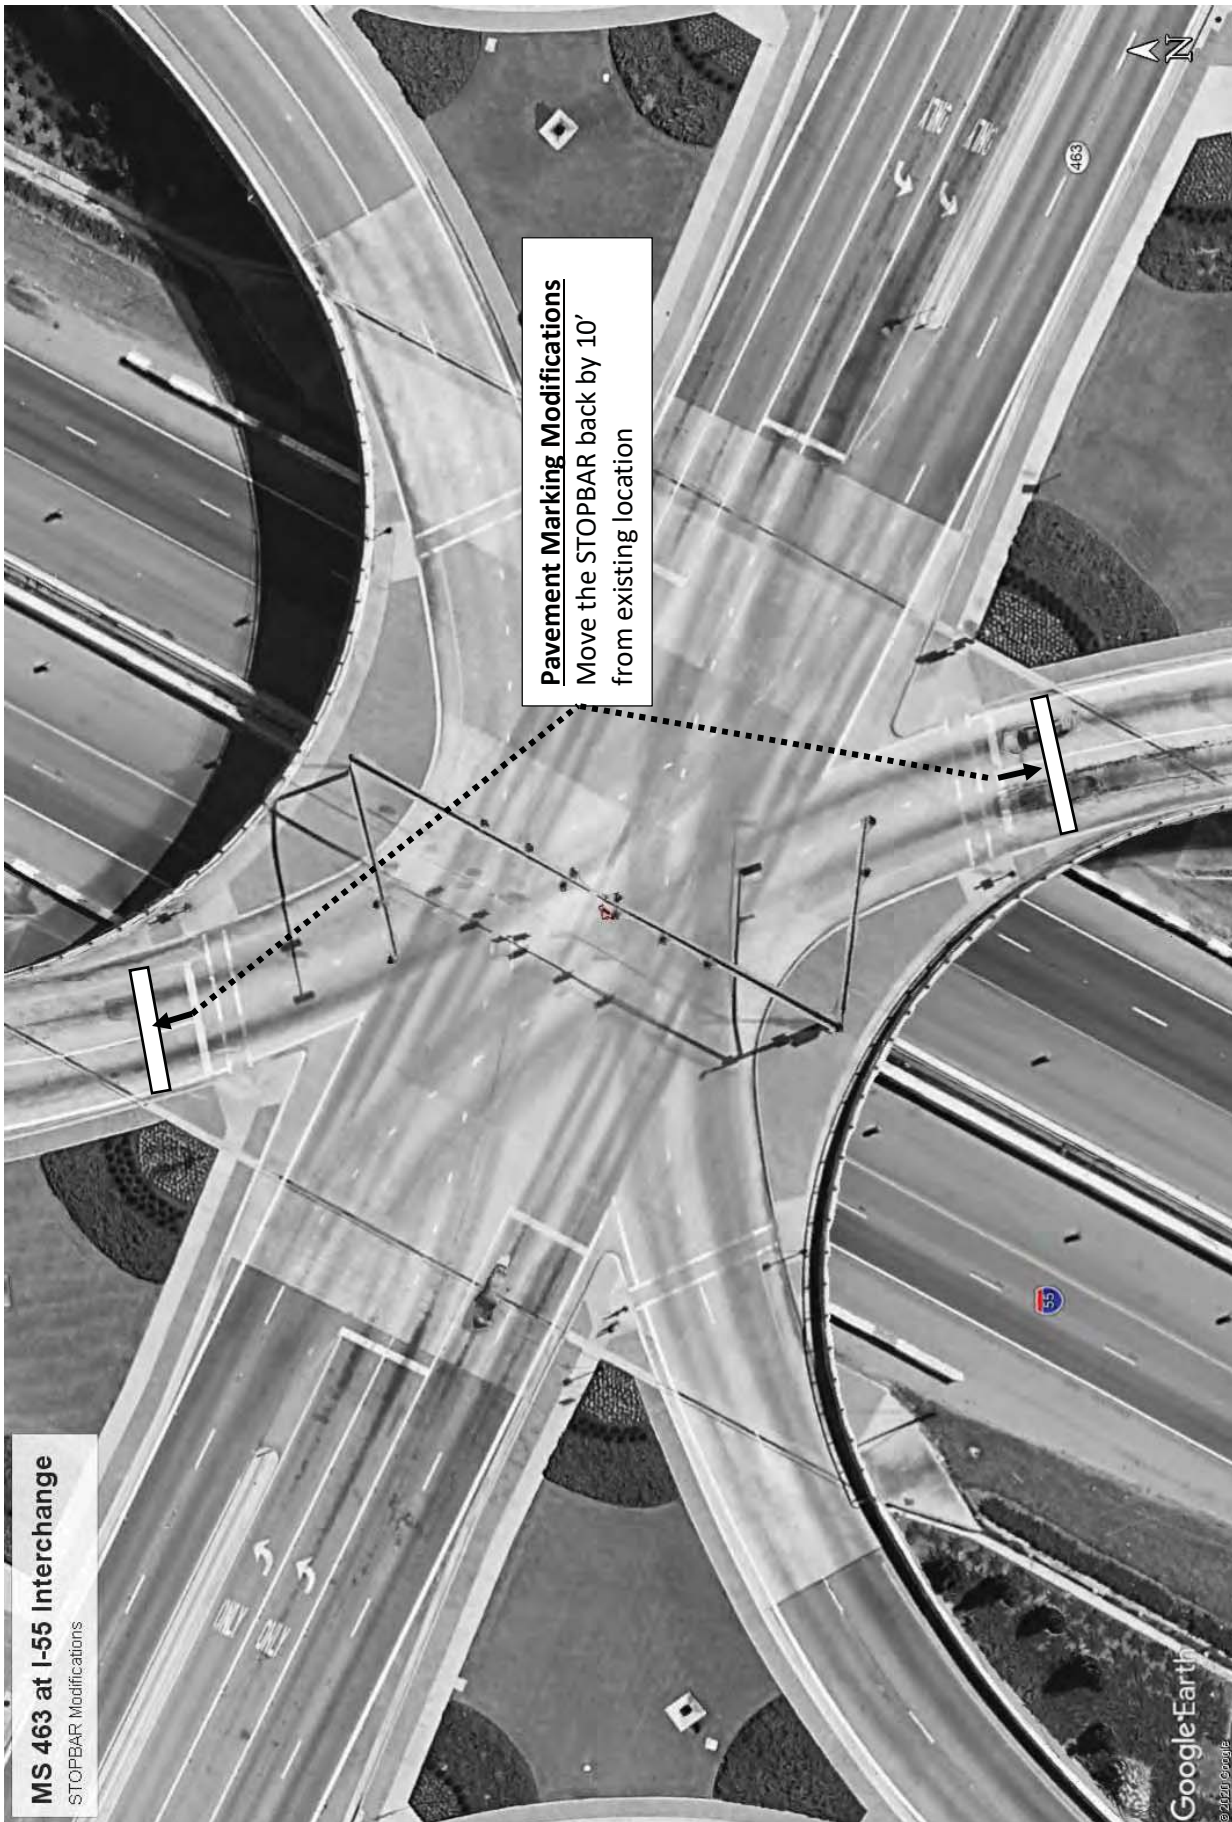 MS 463 at I-55 Interchange
STOPBAR Modifications
Pavement Marking Modifications
Move the STOPBAR back by 10’
from existing location
N
ONLY
ONLY
463
ONLY
ONLY
55
Google Earth
© 2020 Google